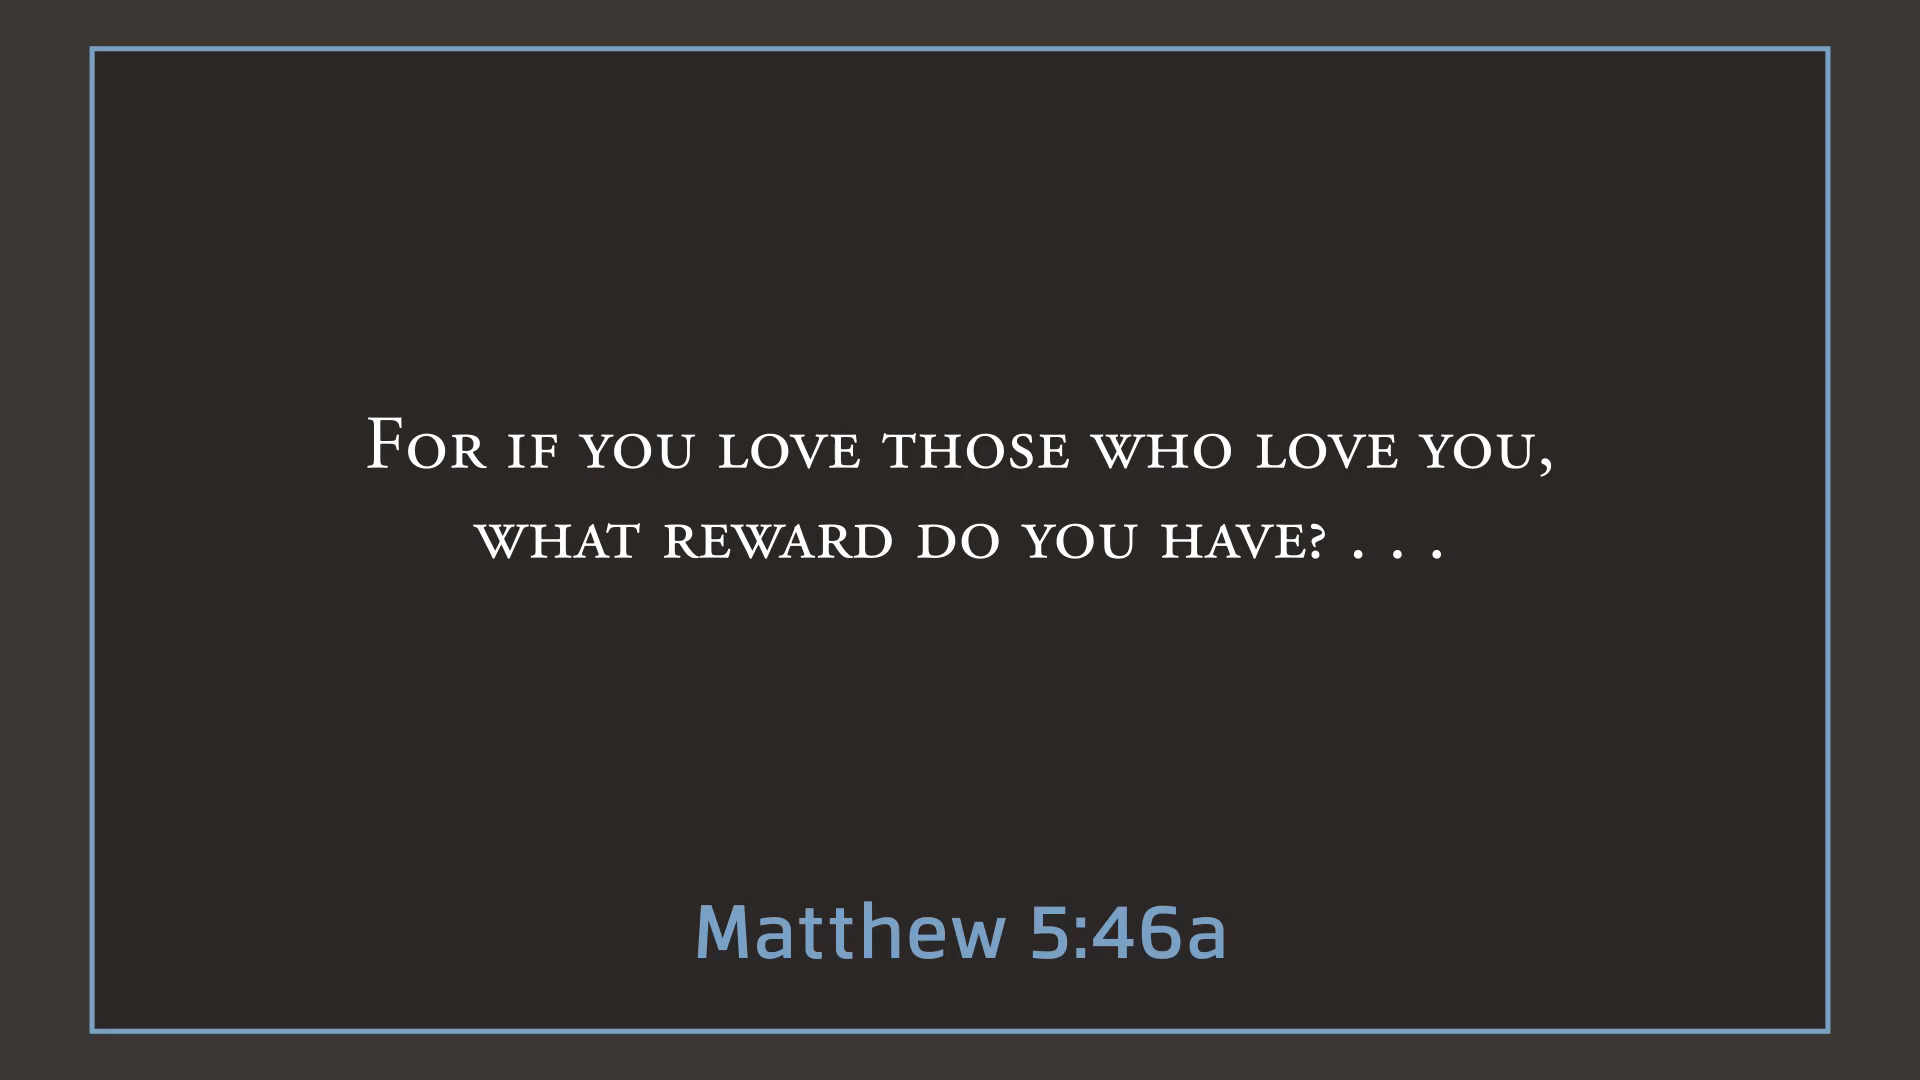 For if you love those who love you,
what reward do you have? . . .
Matthew 5:46a